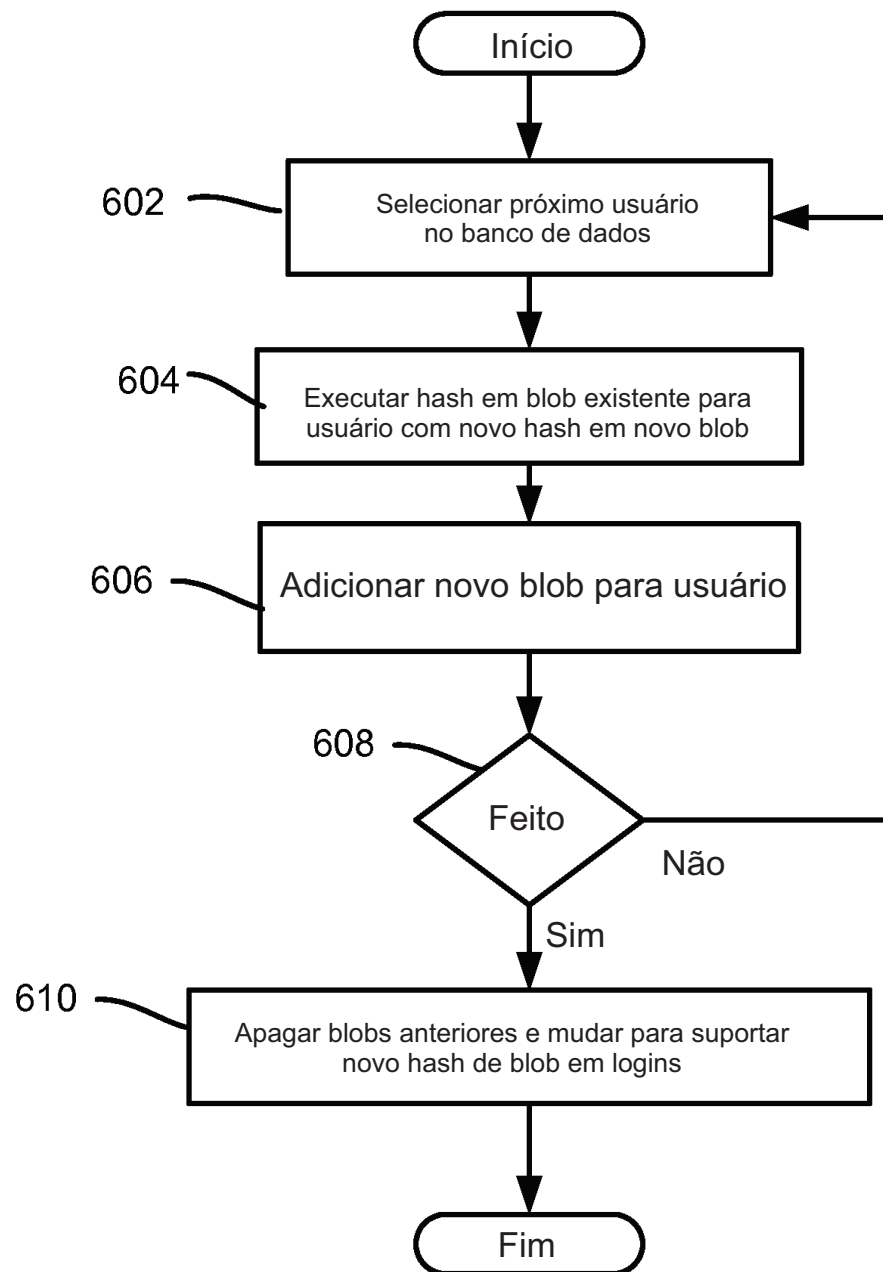 Início
602
Selecionar próximo usuário
no banco de dados
604
Executar hash em blob existente para
usuário com novo hash em novo blob
606
Adicionar novo blob para usuário
608
Feito
Não
Sim
610
Apagar blobs anteriores e mudar para suportar
novo hash de blob em logins
Fim